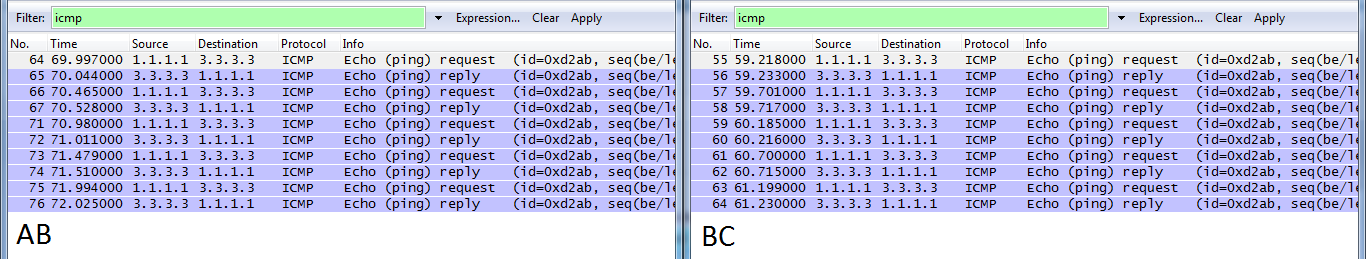 Filter: icmp Expression... Clear Apply
No. Time Source Destination Protocol Info
64 69.997000 1.1.1.1 3.3.3.3 ICMP Echo (ping) request (id=0xd2ab, seq(be/le
65 70.044000 3.3.3.3 1.1.1.1 ICMP Echo (ping) reply (id=0xd2ab, seq(be/le
66 70.465000 1.1.1.1 3.3.3.3 ICMP Echo (ping) request (id=0xd2ab, seq(be/le
67 70.528000 3.3.3.3 1.1.1.1 ICMP Echo (ping) reply (id=0xd2ab, seq(be/le
71 70.980000 1.1.1.1 3.3.3.3 ICMP Echo (ping) request (id=0xd2ab, seq(be/le
72 71.011000 3.3.3.3 1.1.1.1 ICMP Echo (ping) reply (id=0xd2ab, seq(be/le
73 71.479000 1.1.1.1 3.3.3.3 ICMP Echo (ping) request (id=0xd2ab, seq(be/le
74 71.510000 3.3.3.3 1.1.1.1 ICMP Echo (ping) reply (id=0xd2ab, seq(be/le
75 71.994000 1.1.1.1 3.3.3.3 ICMP Echo (ping) request (id=0xd2ab, seq(be/le
76 72.025000 3.3.3.3 1.1.1.1 ICMP Echo (ping) reply (id=0xd2ab, seq(be/le
AB
Filter: icmp Expression... Clear Apply
No. Time Source Destination Protocol Info
55 59.218000 1.1.1.1 3.3.3.3 ICMP Echo (ping) request (id=0xd2ab, seq(be/le
56 59.233000 3.3.3.3 1.1.1.1 ICMP Echo (ping) reply (id=0xd2ab, seq(be/le
57 59.701000 1.1.1.1 3.3.3.3 ICMP Echo (ping) request (id=0xd2ab, seq(be/le
58 59.717000 3.3.3.3 1.1.1.1 ICMP Echo (ping) reply (id=0xd2ab, seq(be/le
59 60.185000 1.1.1.1 3.3.3.3 ICMP Echo (ping) request (id=0xd2ab, seq(be/le
60 60.216000 3.3.3.3 1.1.1.1 ICMP Echo (ping) reply (id=0xd2ab, seq(be/le
61 60.700000 1.1.1.1 3.3.3.3 ICMP Echo (ping) request (id=0xd2ab, seq(be/le
62 60.715000 3.3.3.3 1.1.1.1 ICMP Echo (ping) reply (id=0xd2ab, seq(be/le
63 61.199000 1.1.1.1 3.3.3.3 ICMP Echo (ping) request (id=0xd2ab, seq(be/le
64 61.230000 3.3.3.3 1.1.1.1 ICMP Echo (ping) reply (id=0xd2ab, seq(be/le
BC